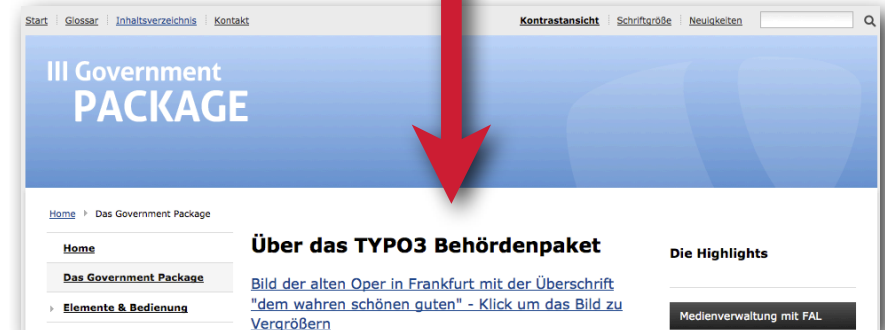 Start Glossar Inhaltsverzeichnis Kontakt Kontrastansicht Schriftgröße Neuigkeiten
III Government
PACKAGE
Home Das Government Package
Home
Das Government Package
Elemente & Bedienung
Über das TYPO3 Behördenpaket
Bild der alten Oper in Frankfurt mit der Überschrift
"dem wahren schönen guten" - Klick um das Bild zu
Vergrößern
Die Highlights
Medienverwaltung mit FAL